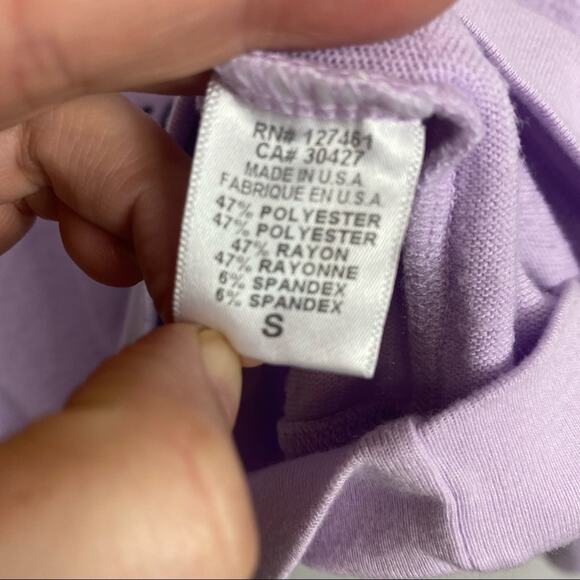 RN# 127461
CA# 30427
MADE IN U.S.A
FABRIQUE EN U.S.A
47% POLYESTER
47% POLYESTER
47% RAYON
47% RAYONNE
6% SPANDEX
6% SPANDEX
S